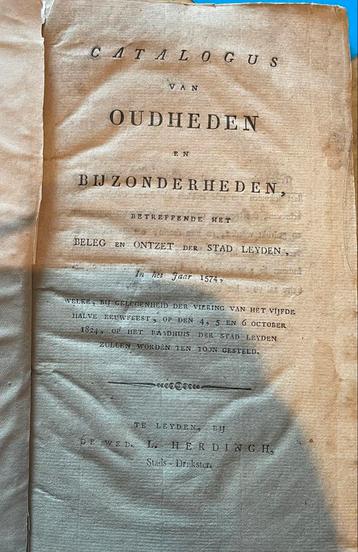 CATALOGUS
VAN
OUDHEDEN
EN
BIJZONDERHEDEN,
BETREFFENDE HET
BELEG EN ONTZET DER STAD LEYDEN,
In het Jaar 1574,
WELKE, BIJ GELEGENHEID DER VIERING VAN HET VIJFDE
HALVE EEUWFEEST, OP DEN 4, 5 EN 6 OCTOBER
1824, OP HET RAADHUIS DER STAD LEYDEN
ZULLEN WORDEN TEN TOON GESTELD.
TE LEYDEN, BIJ
DE WED. L. HERDINGH,
Stads-Drukster.